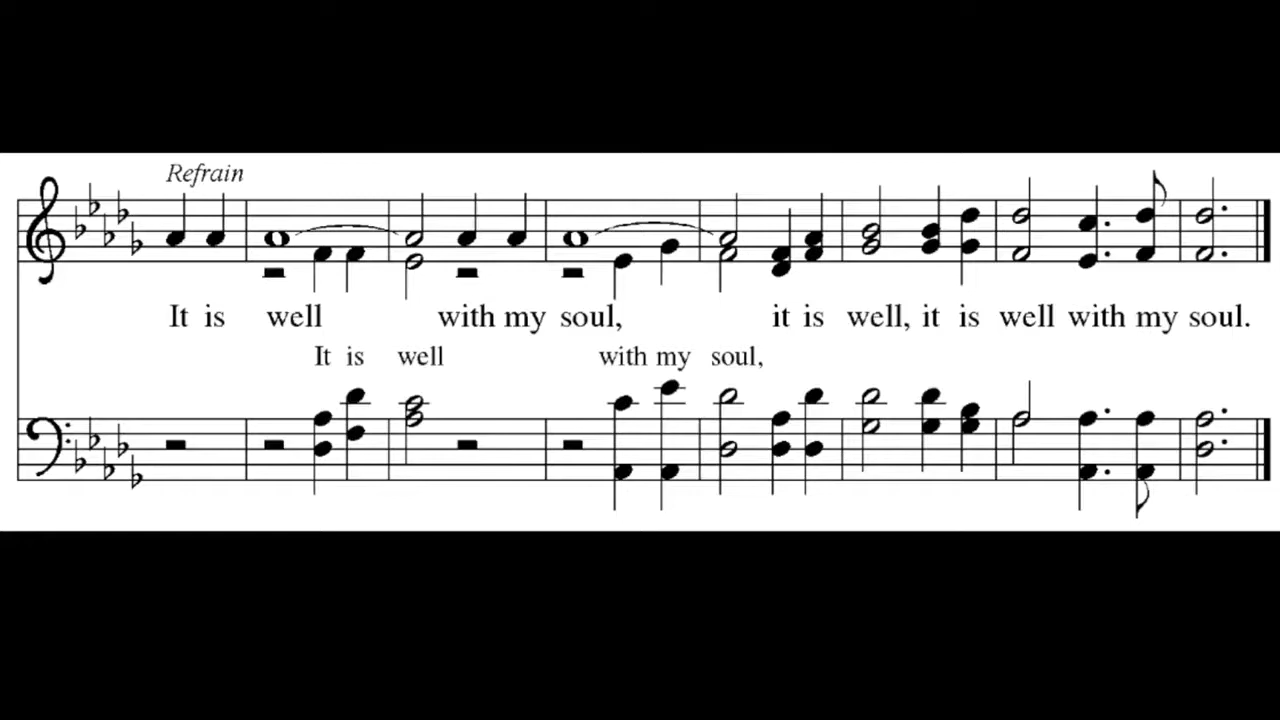 Refrain
It is well with my soul, it is well, it is well with my soul.
It is well with my soul,